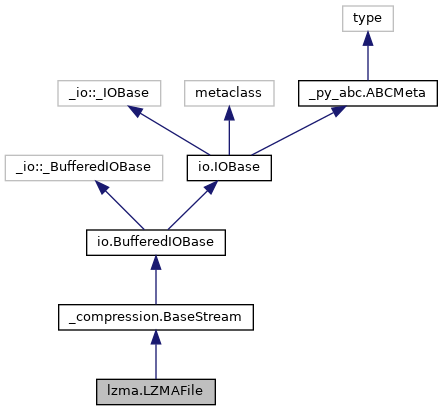 type
_io::_IOBase
metaclass
_py_abc.ABCMeta
_io::_BufferedIOBase
io.IOBase
io.BufferedIOBase
_compression.BaseStream
lzma.LZMAFile